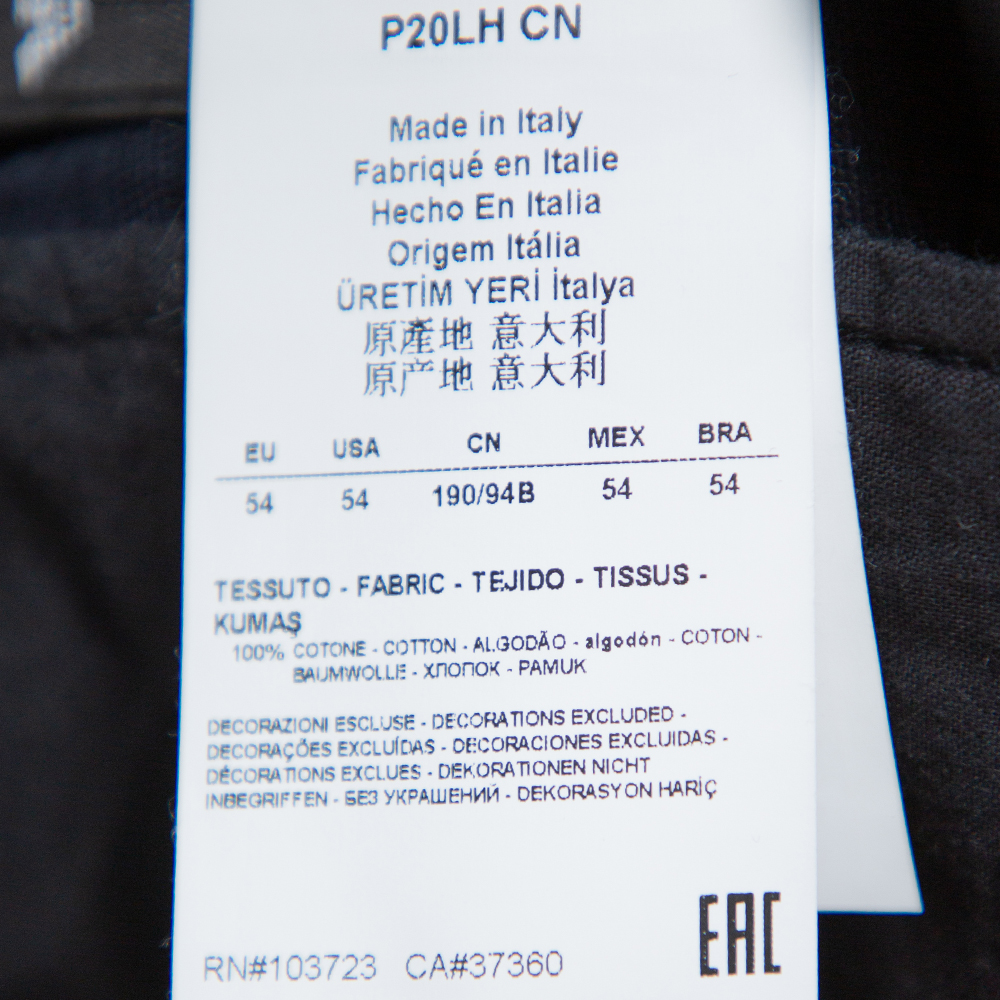 P20LH CN
Made in Italy
Fabriqué en Italie
Hecho En Italia
Origem Itália
ÜRETİM YERİ İtalya
原產地 意大利
原产地 意大利
EU USA CN MEX BRA
54 54 190/94B 54 54
TESSUTO - FABRIC - TEJIDO - TISSUS -
KUMAŞ
100% COTONE - COTTON - ALGODÃO - algodón - COTON -
BAUMWOLLE - ХЛОПОК - PAMUK
DECORAZIONI ESCLUSE - DECORATIONS EXCLUDED -
DECORAÇÕES EXCLUÍDAS - DECORACIONES EXCLUIDAS -
DÉCORATIONS EXCLUES - DEKORATIONEN NICHT
INBEGRIFFEN - БЕЗ УКРАШЕНИЙ - DEKORASYON HARİÇ
EAC
RN#103723 CA#37360